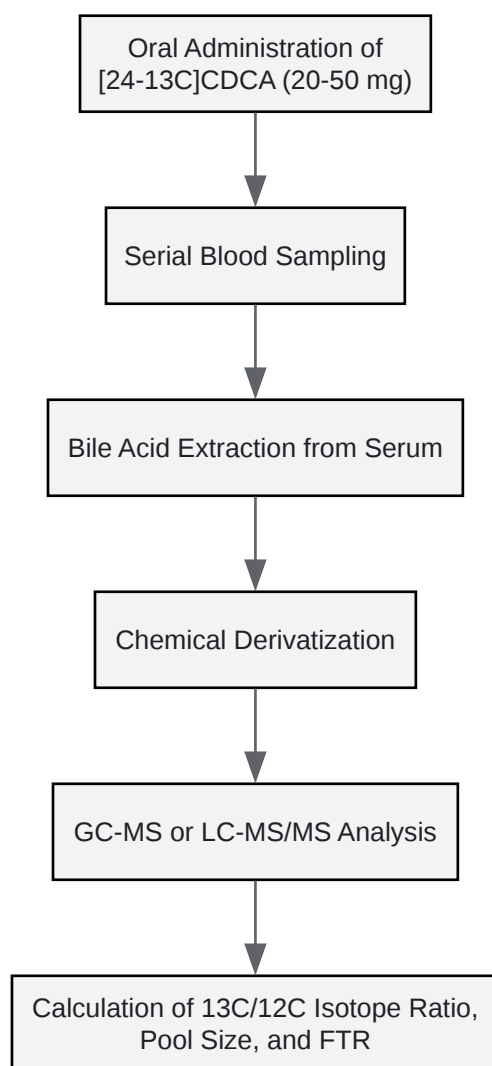 Oral Administration of
[24-13C]CDCA (20-50 mg)
Serial Blood Sampling
Bile Acid Extraction from Serum
Chemical Derivatization
GC-MS or LC-MS/MS Analysis
Calculation of 13C/12C Isotope Ratio,
Pool Size, and FTR